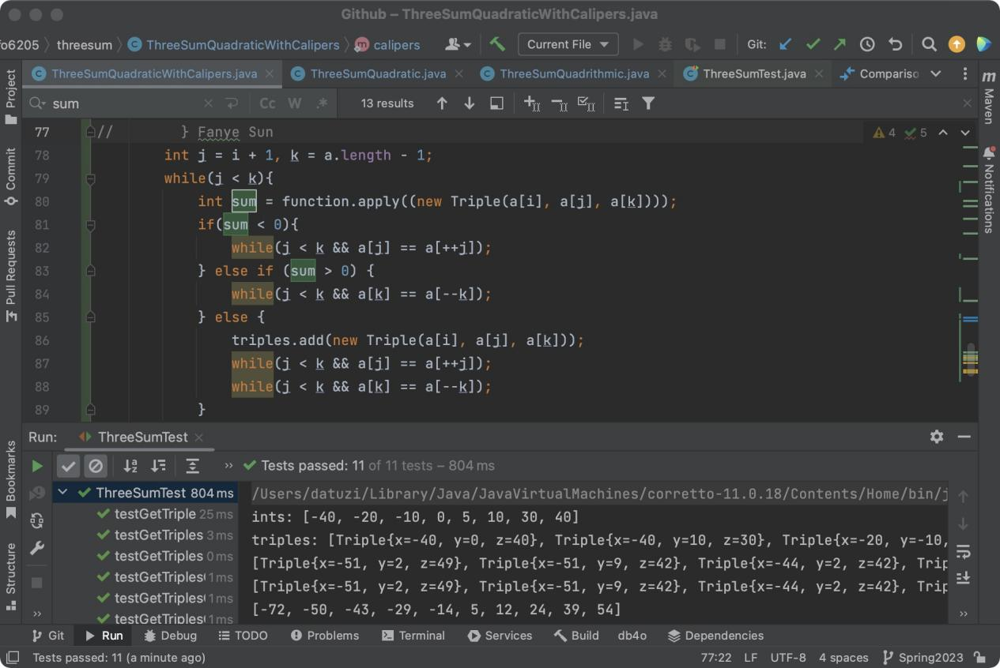 Github – ThreeSumQuadraticWithCalipers.java
fo6205 threesum ThreeSumQuadraticWithCalipers calipers Current File Git:
Project
ThreeSumQuadraticWithCalipers.java ThreeSumQuadratic.java ThreeSumQuadrithmic.java ThreeSumTest.java Compariso
sum Cc W .* 13 results
77 // } Fanye Sun 4 5
78 int j = i + 1, k = a.length - 1;
79 while(j < k){
80 int sum = function.apply((new Triple(a[i], a[j], a[k])));
81 if(sum < 0){
82 while(j < k && a[j] == a[++j]);
83 } else if (sum > 0) {
84 while(j < k && a[k] == a[--k]);
85 } else {
86 triples.add(new Triple(a[i], a[j], a[k]));
87 while(j < k && a[j] == a[++j]);
88 while(j < k && a[k] == a[--k]);
89 }
Commit
Pull Requests
Bookmarks
Structure
m Maven
Notifications
Run: ThreeSumTest
Tests passed: 11 of 11 tests – 804 ms
ThreeSumTest 804 ms
testGetTriple 25 ms
testGetTriples 3 ms
testGetTriples 0 ms
testGetTriples 1 ms
testGetTriples 1 ms
testGetTriples 1 ms
/Users/datuzi/Library/Java/JavaVirtualMachines/corretto-11.0.18/Contents/Home/bin/j
ints: [-40, -20, -10, 0, 5, 10, 30, 40]
triples: [Triple{x=-40, y=0, z=40}, Triple{x=-40, y=10, z=30}, Triple{x=-20, y=-10,
[Triple{x=-51, y=2, z=49}, Triple{x=-51, y=9, z=42}, Triple{x=-44, y=2, z=42}, Trip
[Triple{x=-51, y=2, z=49}, Triple{x=-51, y=9, z=42}, Triple{x=-44, y=2, z=42}, Trip
[-72, -50, -43, -29, -14, 5, 12, 24, 39, 54]
Git Run Debug TODO Problems Terminal Services Build db4o Dependencies
Tests passed: 11 (a minute ago) 77:22 LF UTF-8 4 spaces Spring2023